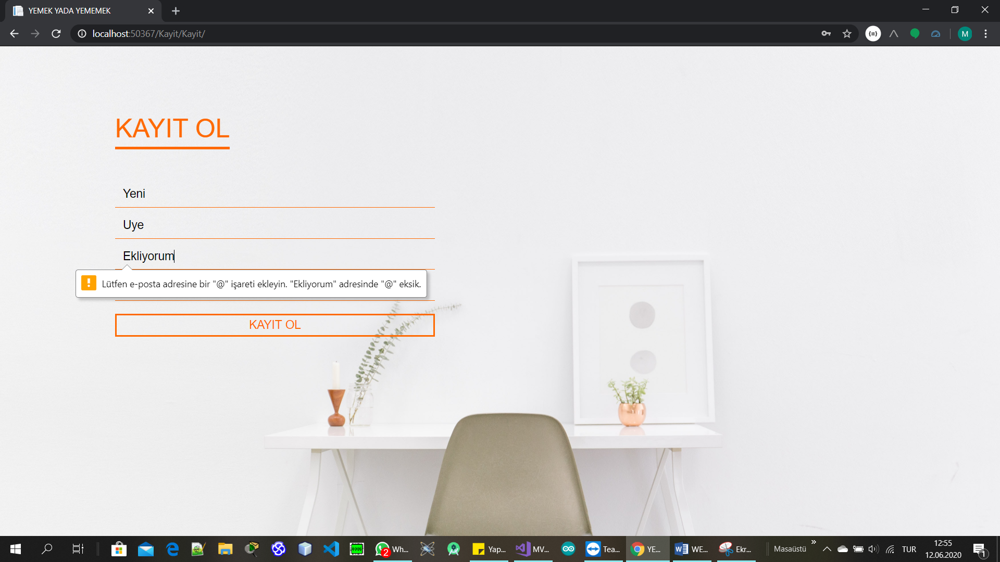 YEMEK YADA YEMEMEK
localhost:50367/Kayit/Kayit/
M
KAYIT OL
Yeni
Uye
Ekliyorum
Lütfen e-posta adresine bir "@" işareti ekleyin. "Ekliyorum" adresinde "@" eksik.
KAYIT OL
8086
2
Wh...
Yap...
MV...
Tea...
YE...
WE...
Ekr...
Masaüstü
TUR
12:55
12.06.2020
1